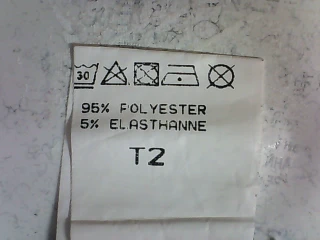 30
95% POLYESTER
5% ELASTHANNE
T2